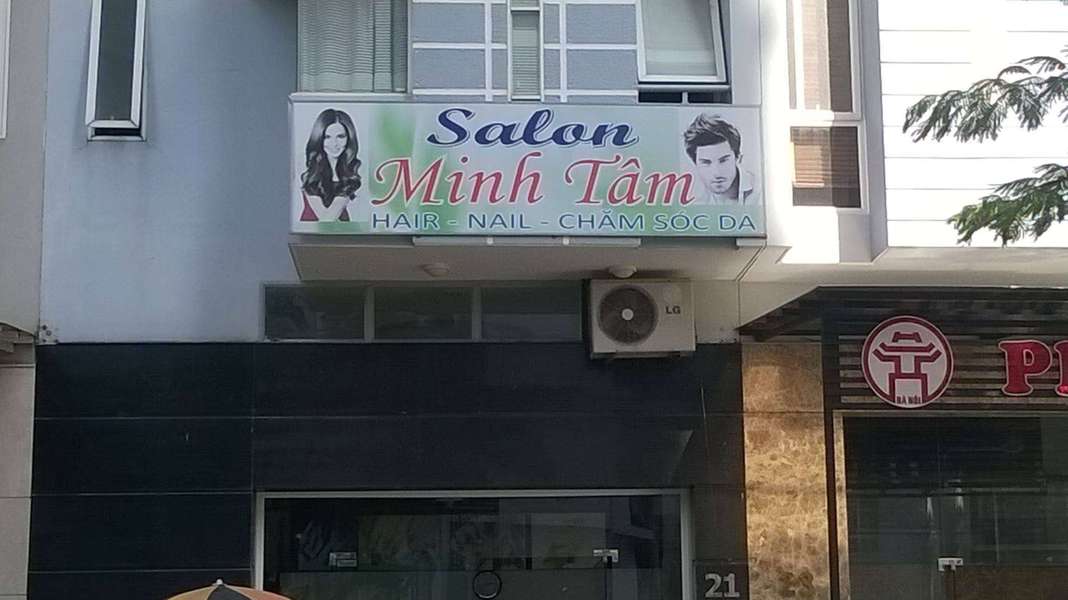 Salon
Minh Tâm
HAIR - NAIL - CHĂM SÓC DA
LG
HÀ NỘI
21